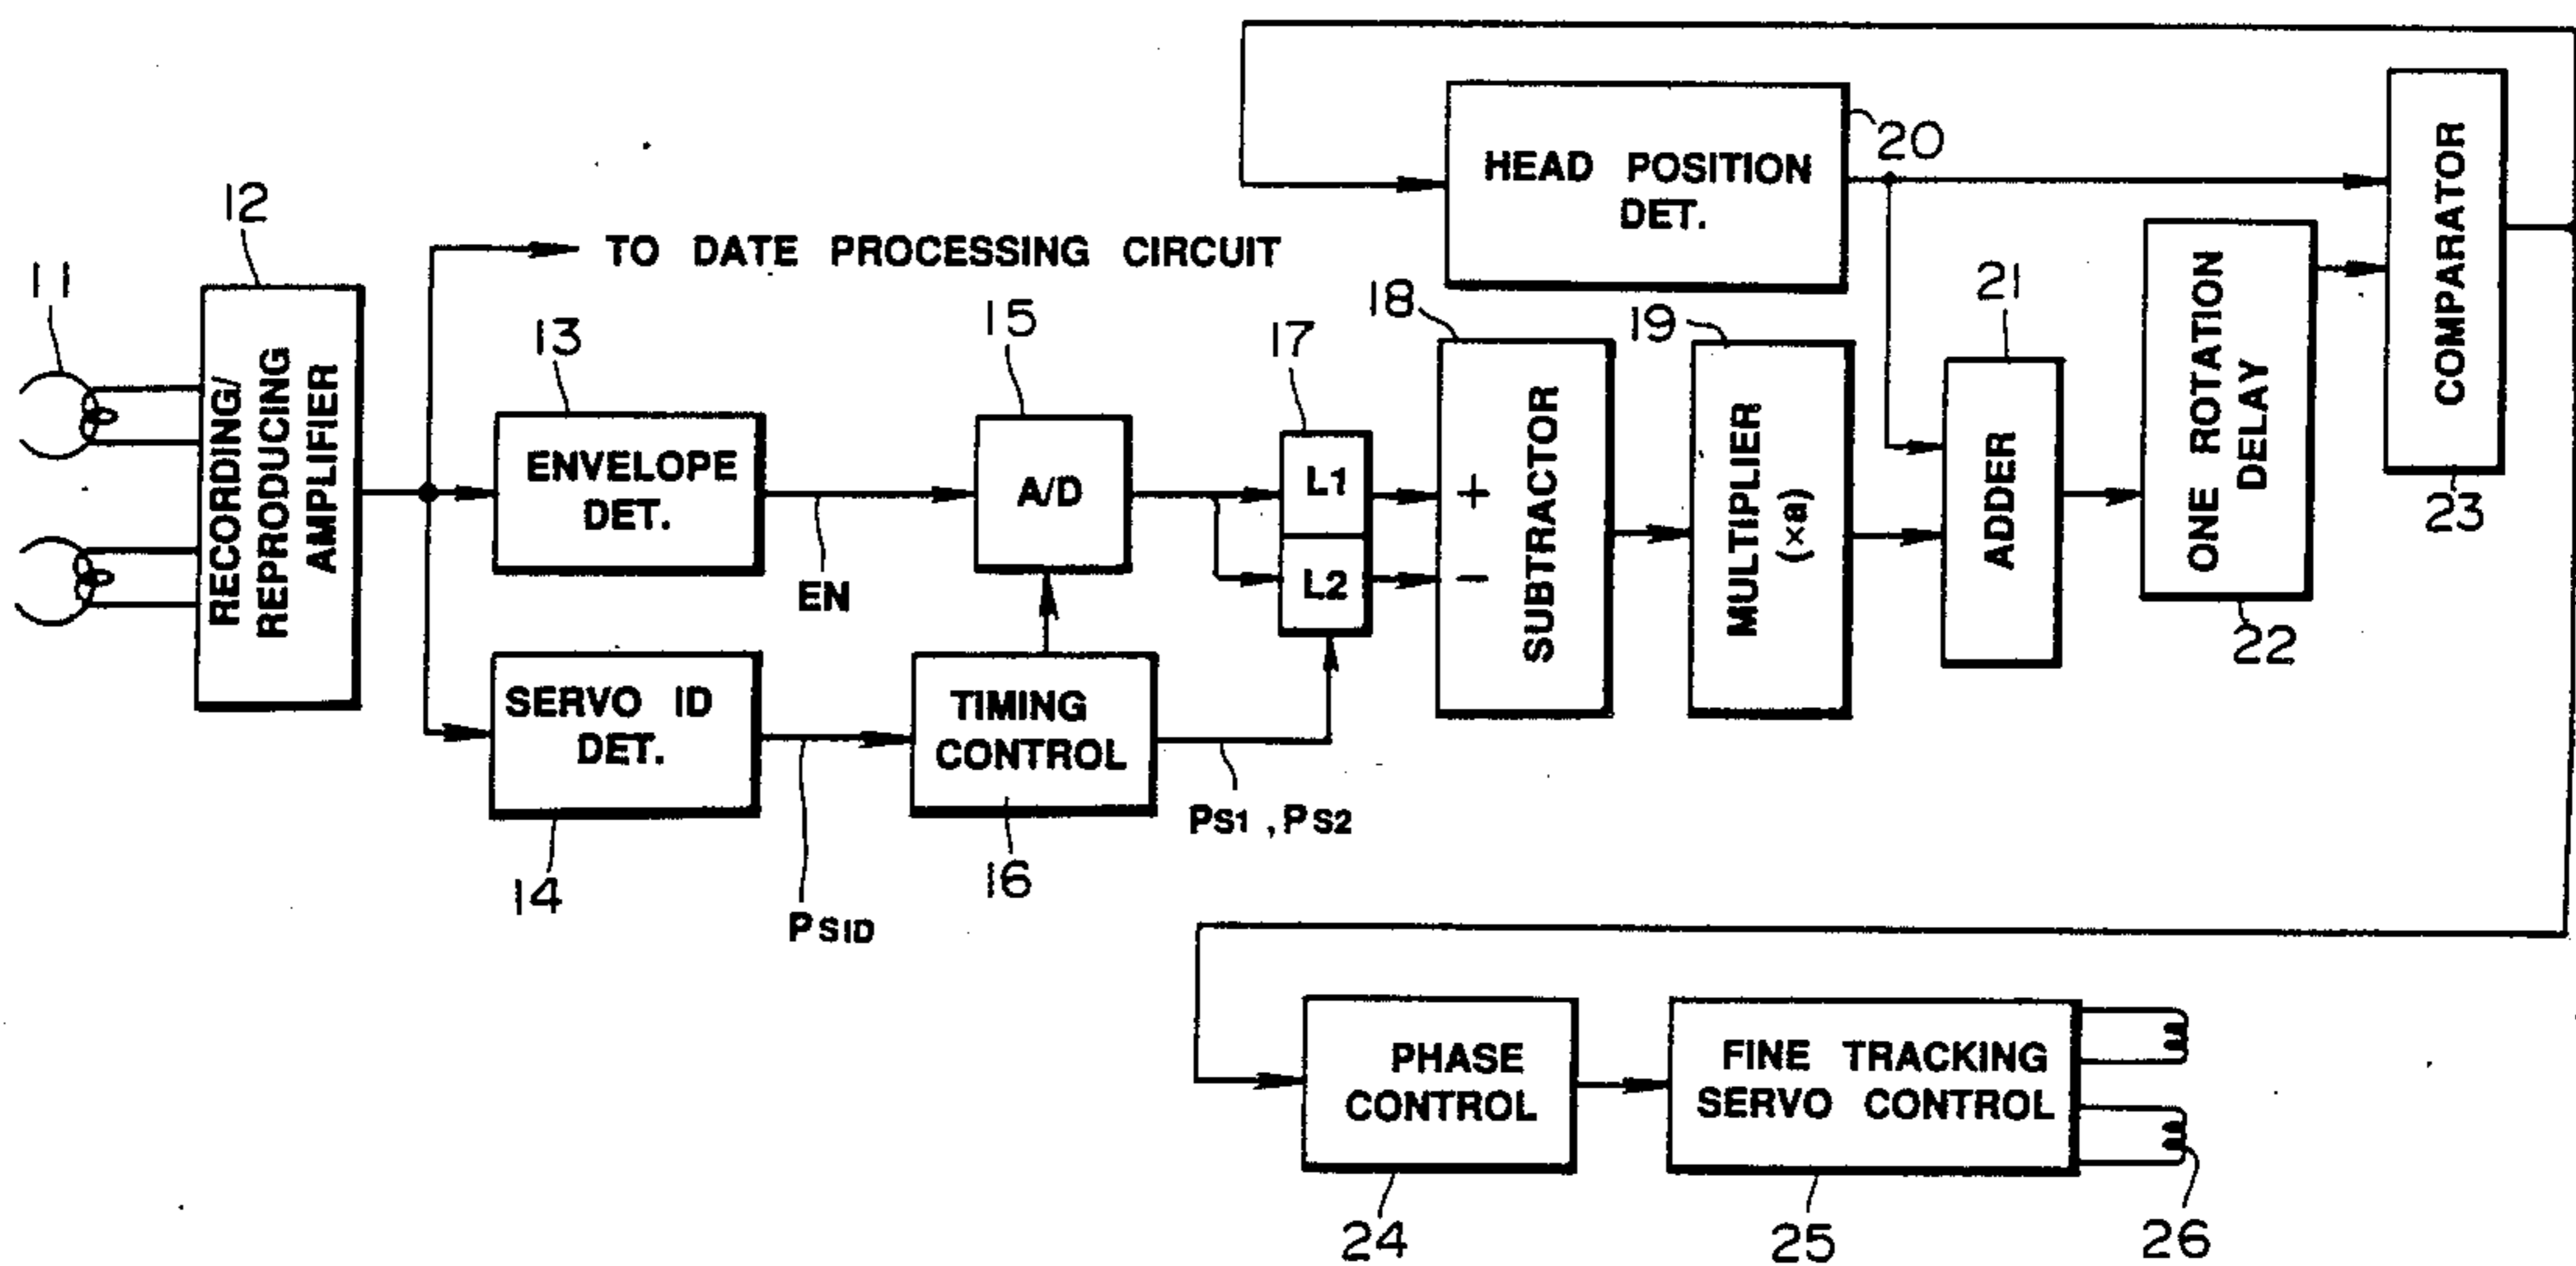 11
12
RECORDING/
REPRODUCING
AMPLIFIER
TO DATE PROCESSING CIRCUIT
13
ENVELOPE
DET.
EN
14
SERVO ID
DET.
PSID
15
A/D
16
TIMING
CONTROL
PS1 , PS2
17
L1
L2
18
+
−
SUBTRACTOR
19
MULTIPLIER
(×a)
20
HEAD POSITION
DET.
21
ADDER
22
ONE ROTATION
DELAY
23
COMPARATOR
24
PHASE
CONTROL
25
FINE TRACKING
SERVO CONTROL
26